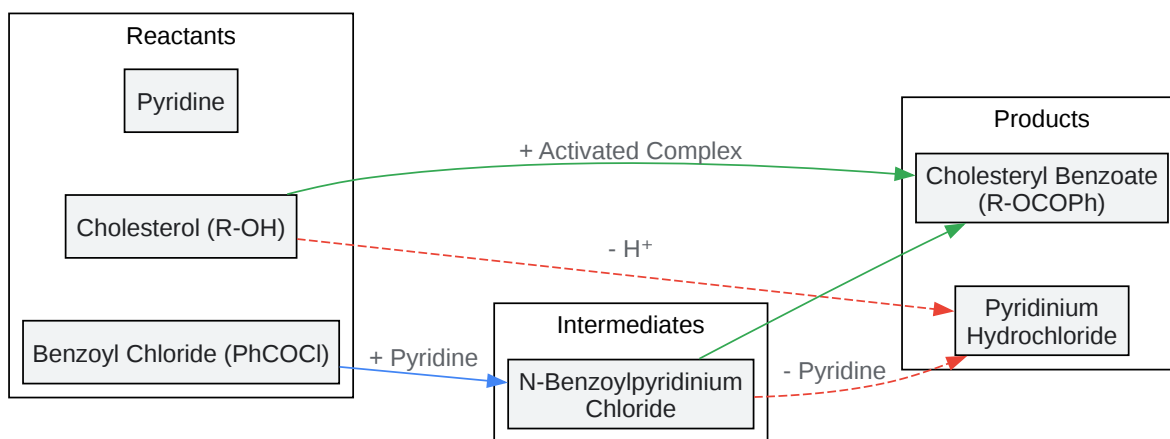 Reactants
Pyridine
Cholesterol (R-OH)
Benzoyl Chloride (PhCOCl)
+ Activated Complex
- H⁺
+ Pyridine
Intermediates
N-Benzoylpyridinium
Chloride
- Pyridine
Products
Cholesteryl Benzoate
(R-OCOPh)
Pyridinium
Hydrochloride